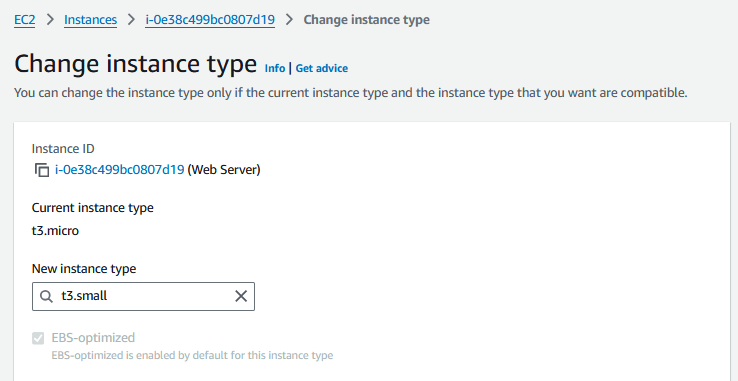 EC2 > Instances > i-0e38c499bc0807d19 > Change instance type
Change instance type Info | Get advice
You can change the instance type only if the current instance type and the instance type that you want are compatible.
Instance ID
i-0e38c499bc0807d19 (Web Server)
Current instance type
t3.micro
New instance type
t3.small
EBS-optimized
EBS-optimized is enabled by default for this instance type